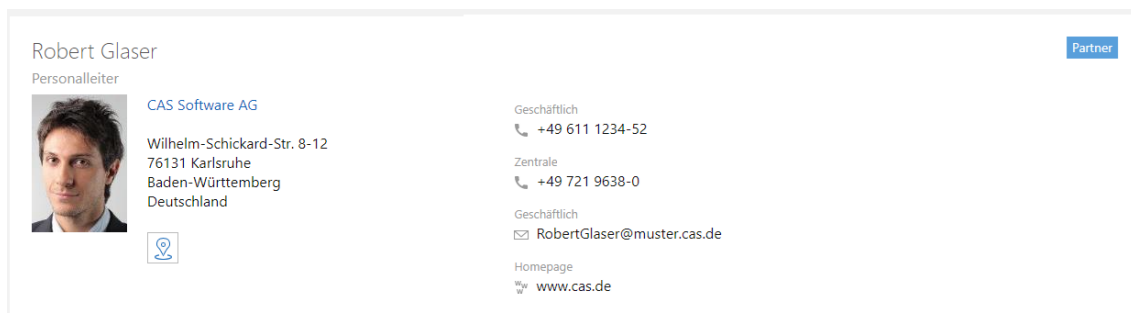 Robert Glaser
Partner
Personalleiter
CAS Software AG
Wilhelm-Schickard-Str. 8-12
76131 Karlsruhe
Baden-Württemberg
Deutschland
Geschäftlich
+49 611 1234-52
Zentrale
+49 721 9638-0
Geschäftlich
RobertGlaser@muster.cas.de
Homepage
www www.cas.de